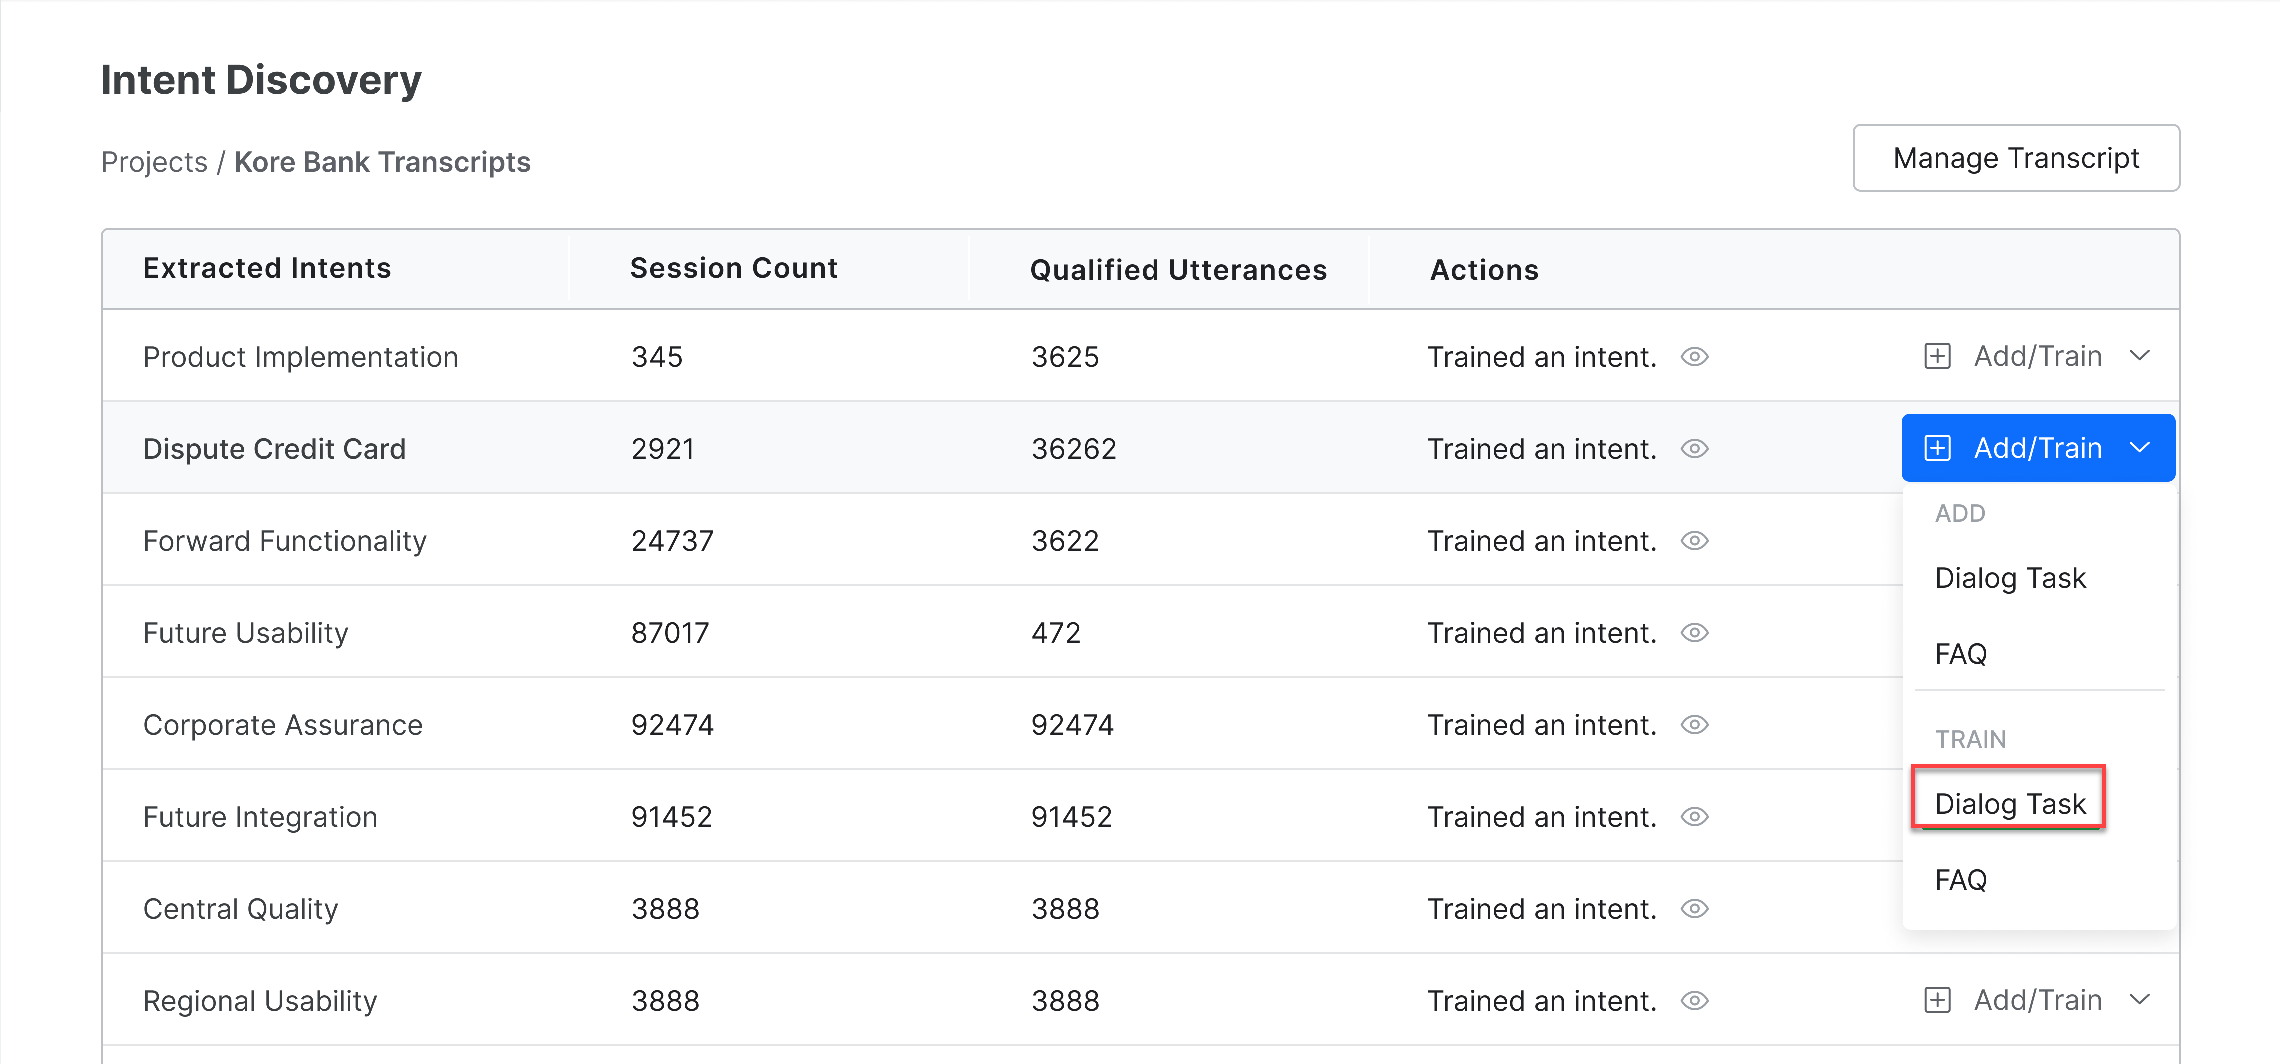 Intent Discovery
Projects / Kore Bank Transcripts
Manage Transcript
Extracted Intents Session Count Qualified Utterances Actions
Product Implementation 345 3625 Trained an intent. Add/Train
Dispute Credit Card 2921 36262 Trained an intent. Add/Train
ADD
Forward Functionality 24737 3622 Trained an intent.
Dialog Task
Future Usability 87017 472 Trained an intent.
FAQ
Corporate Assurance 92474 92474 Trained an intent.
TRAIN
Dialog Task
Future Integration 91452 91452 Trained an intent.
FAQ
Central Quality 3888 3888 Trained an intent.
Regional Usability 3888 3888 Trained an intent. Add/Train